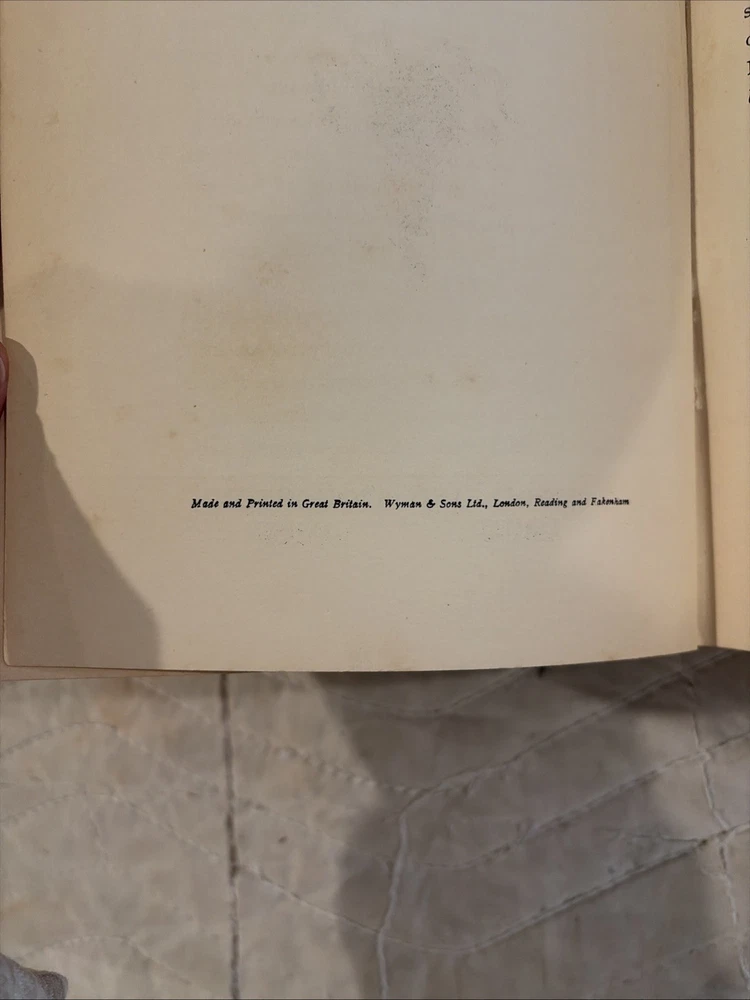 Made and Printed in Great Britain. Wyman & Sons Ltd., London, Reading and Fakenham